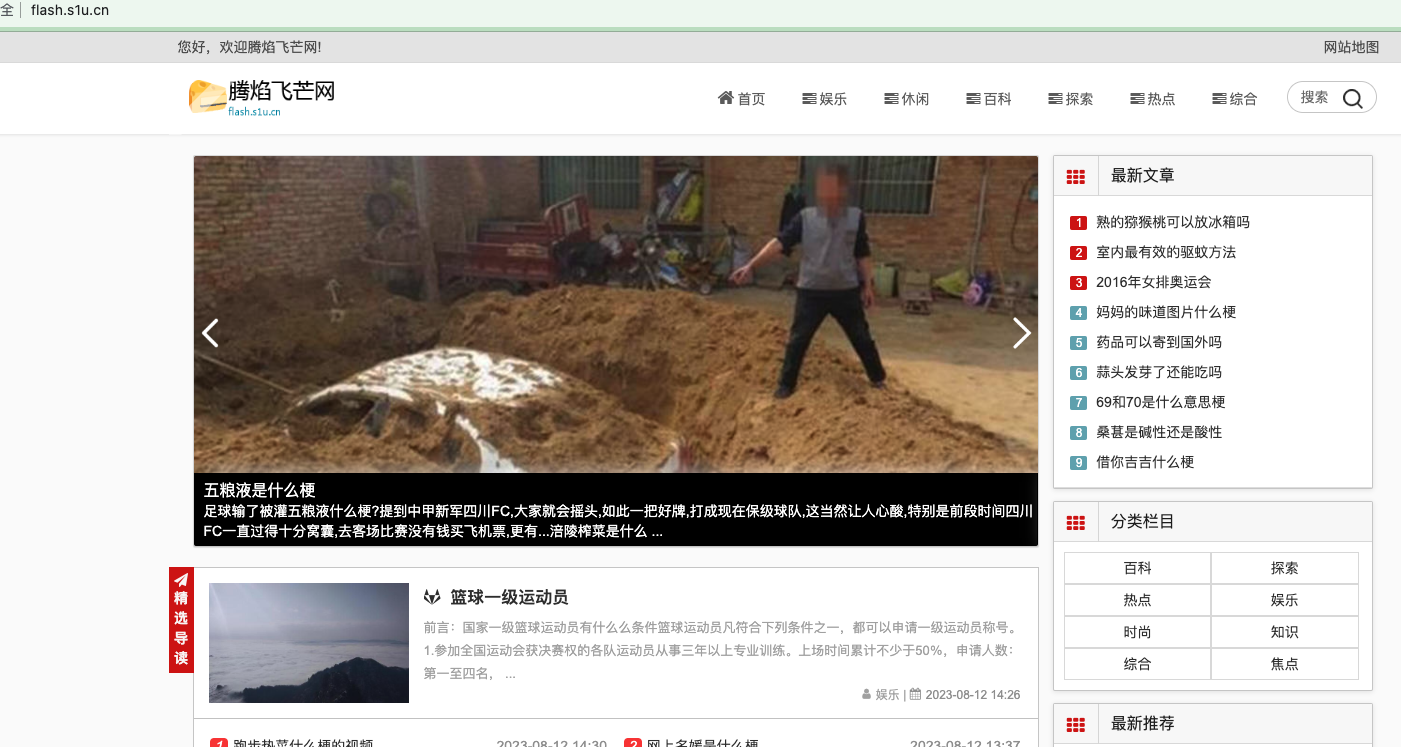 全 flash.s1u.cn
您好，欢迎腾焰飞芒网!
网站地图
腾焰飞芒网
flash.s1u.cn
首页 娱乐 休闲 百科 探索 热点 综合 搜索
五粮液是什么梗
足球输了被灌五粮液什么梗?提到中甲新军四川FC,大家就会摇头,如此一把好牌,打成现在保级球队,这当然让人心酸,特别是前段时间四川
FC一直过得十分窝囊,去客场比赛没有钱买飞机票,更有...涪陵榨菜是什么 ...
精选导读
篮球一级运动员
前言：国家一级篮球运动员有什么么条件篮球运动员凡符合下列条件之一，都可以申请一级运动员称号。
1.参加全国运动会获决赛权的各队运动员从事三年以上专业训练。上场时间累计不少于50%，申请人数：
第一至四名， ...
娱乐 | 2023-08-12 14:26
1 跑步热菜什么梗的视频 2023-08-12 14:30
2 网上名媛是什么梗 2023-08-12 13:37
最新文章
1 熟的猕猴桃可以放冰箱吗
2 室内最有效的驱蚊方法
3 2016年女排奥运会
4 妈妈的味道图片什么梗
5 药品可以寄到国外吗
6 蒜头发芽了还能吃吗
7 69和70是什么意思梗
8 桑葚是碱性还是酸性
9 借你吉吉什么梗
分类栏目
百科 探索
热点 娱乐
时尚 知识
综合 焦点
最新推荐